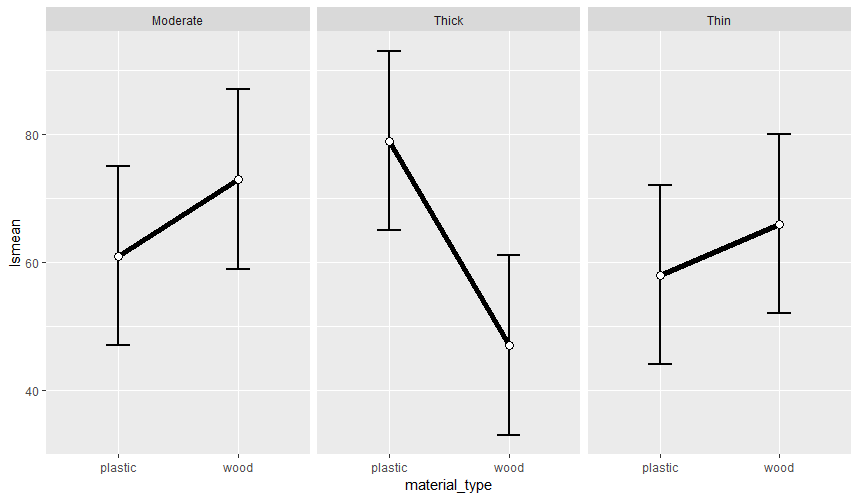 Moderate Thick Thin
80
60
40
lsmean
plastic wood plastic wood plastic wood
material_type